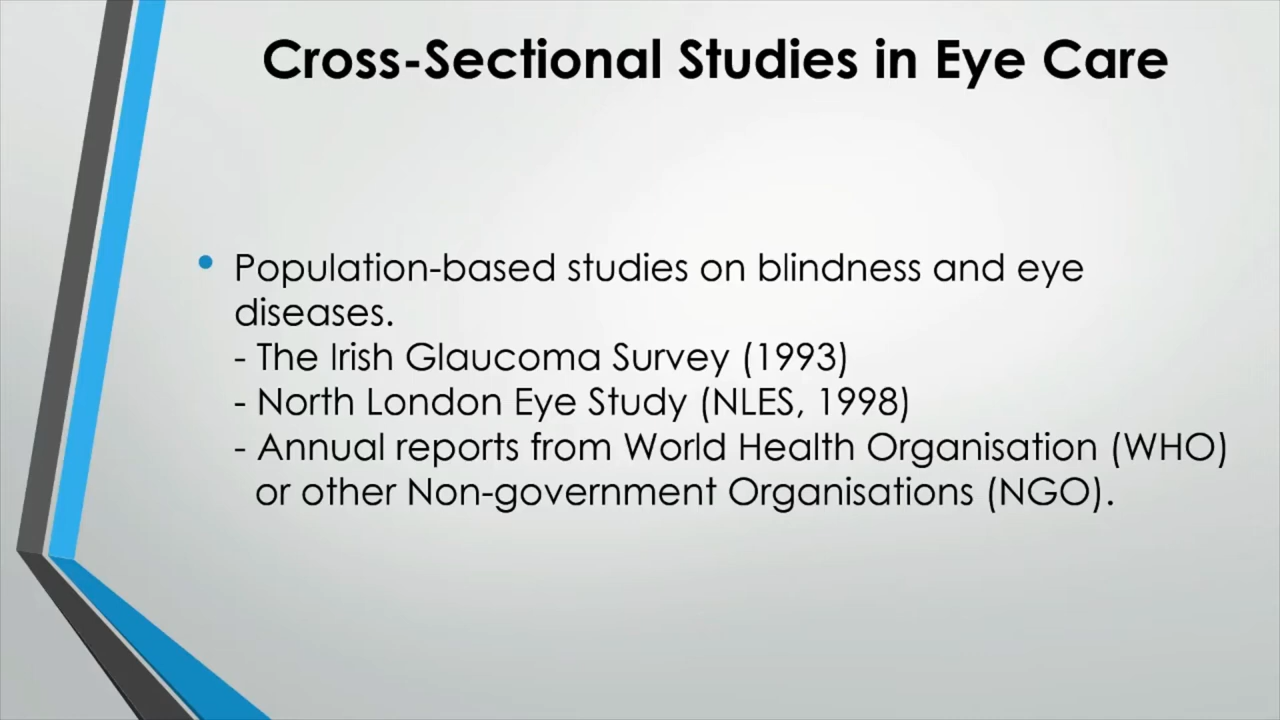 Cross-Sectional Studies in Eye Care
• Population-based studies on blindness and eye
diseases.
- The Irish Glaucoma Survey (1993)
- North London Eye Study (NLES, 1998)
- Annual reports from World Health Organisation (WHO)
or other Non-government Organisations (NGO).